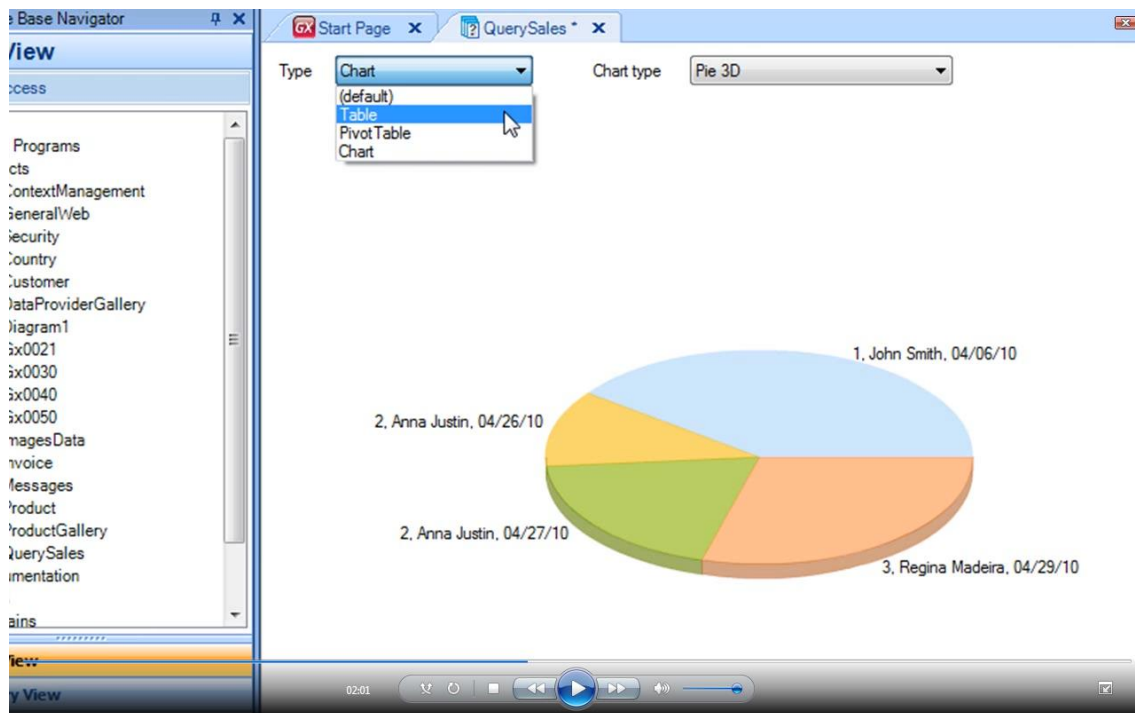 e Base Navigator
GX Start Page
QuerySales *
View
Type
Chart
Chart type
Pie 3D
(default)
Table
PivotTable
Chart
ccess
Programs
cts
ContextManagement
GeneralWeb
Security
Country
Customer
DataProviderGallery
Diagram1
Gx0021
Gx0030
Gx0040
Gx0050
magesData
nvoice
Messages
Product
ProductGallery
QuerySales
umentation
ains
1, John Smith, 04/06/10
2, Anna Justin, 04/26/10
2, Anna Justin, 04/27/10
3, Regina Madeira, 04/29/10
View
y View
02:01